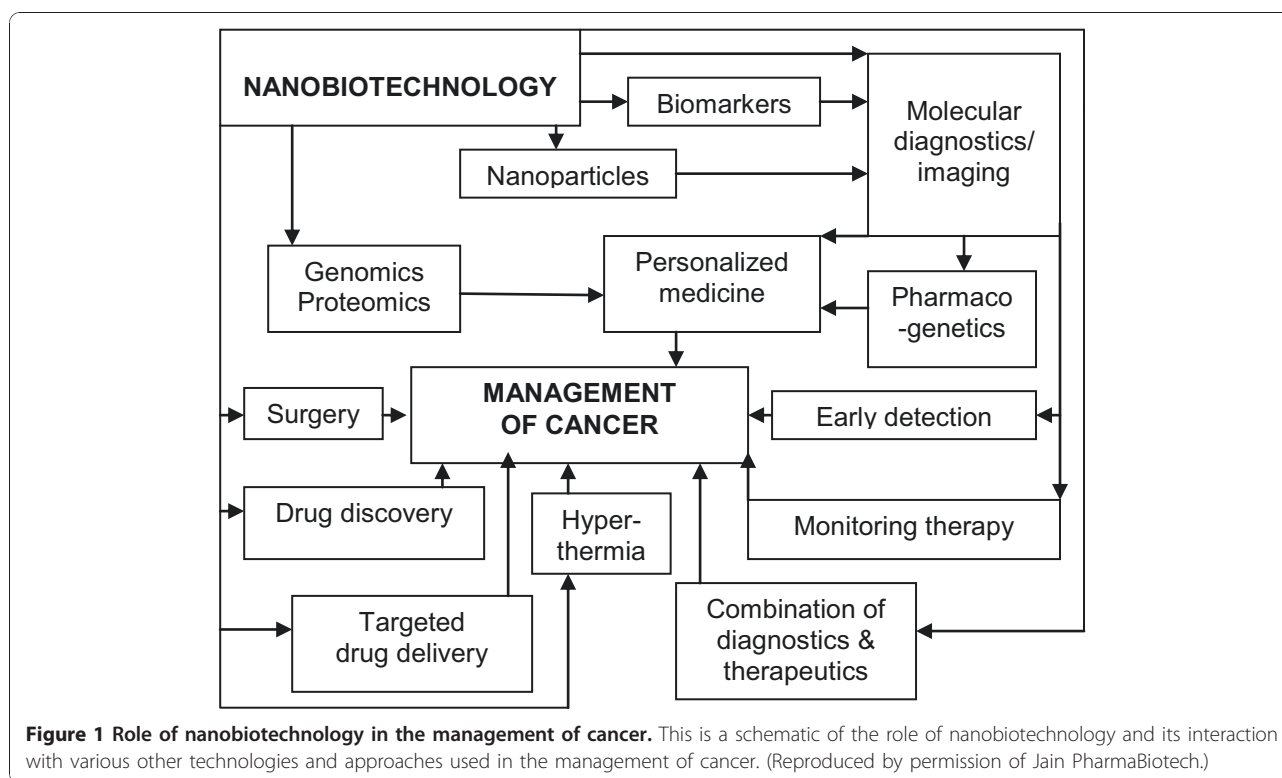 NANOBIOTECHNOLOGY
Biomarkers
Nanoparticles
Molecular
diagnostics/
imaging
Genomics
Proteomics
Personalized
medicine
Pharmaco
-genetics
Surgery
MANAGEMENT
OF CANCER
Early detection
Drug discovery
Hyper-
thermia
Monitoring therapy
Targeted
drug delivery
Combination of
diagnostics &
therapeutics
Figure 1 Role of nanobiotechnology in the management of cancer. This is a schematic of the role of nanobiotechnology and its interaction
with various other technologies and approaches used in the management of cancer. (Reproduced by permission of Jain PharmaBiotech.)